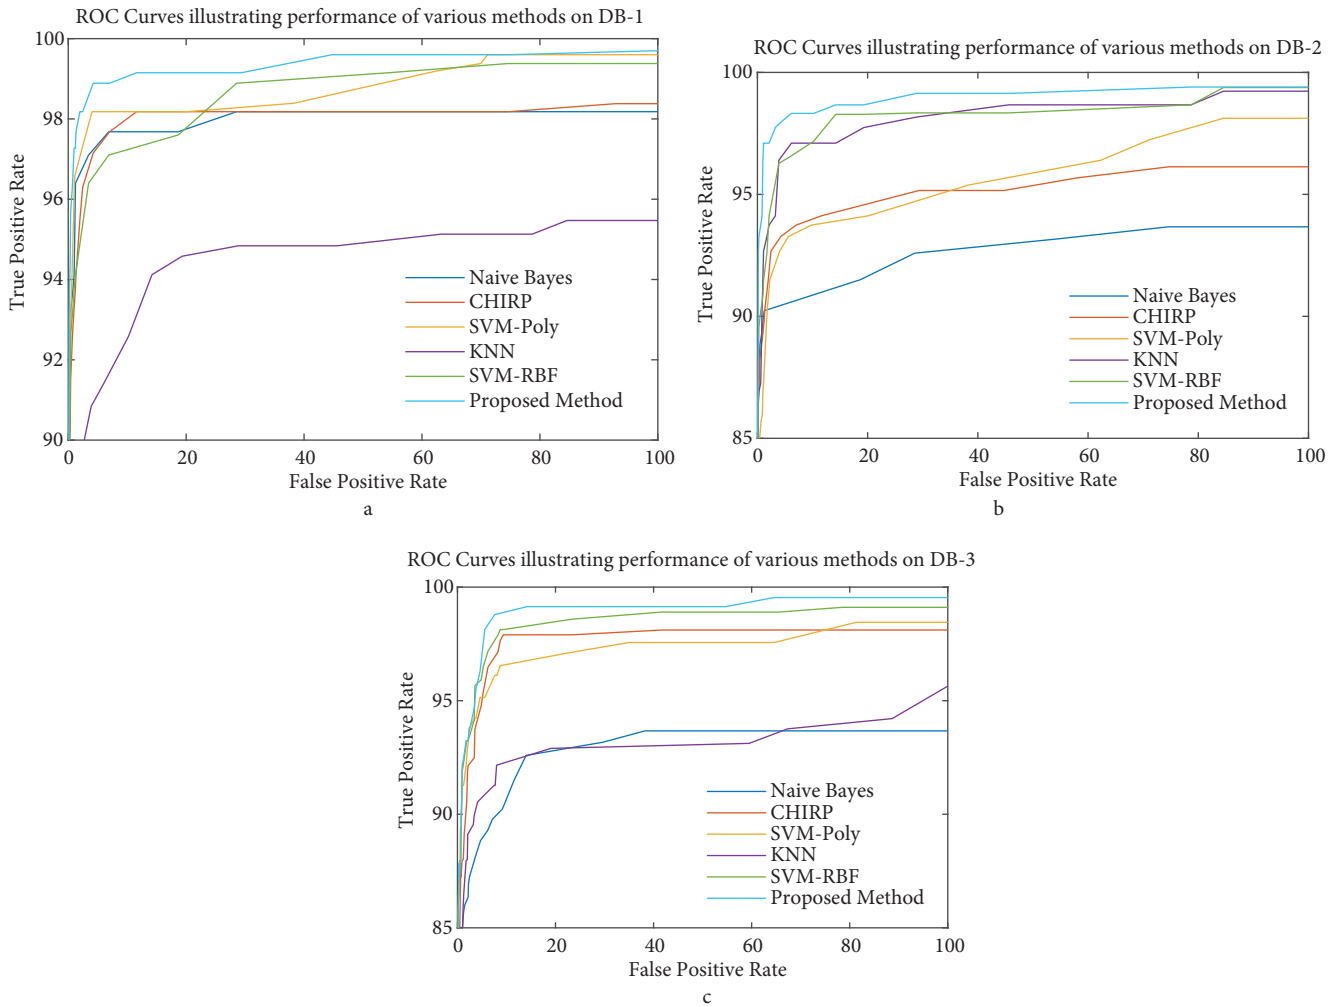 ROC Curves illustrating performance of various methods on DB-1
100
98
96
94
92
90
True Positive Rate
Naive Bayes
CHIRP
SVM-Poly
KNN
SVM-RBF
Proposed Method
0 20 40 60 80 100
False Positive Rate
a
ROC Curves illustrating performance of various methods on DB-2
100
95
90
85
True Positive Rate
Naive Bayes
CHIRP
SVM-Poly
KNN
SVM-RBF
Proposed Method
0 20 40 60 80 100
False Positive Rate
b
ROC Curves illustrating performance of various methods on DB-3
100
95
90
85
True Positive Rate
Naive Bayes
CHIRP
SVM-Poly
KNN
SVM-RBF
Proposed Method
0 20 40 60 80 100
False Positive Rate
c